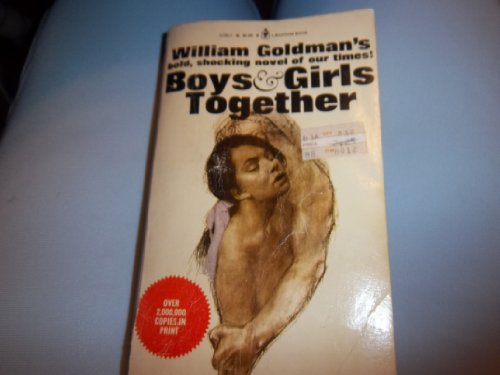 William Goldman's
bold, shocking novel of our times!
Boys & Girls
Together
OVER
2,000,000
COPIES IN
PRINT